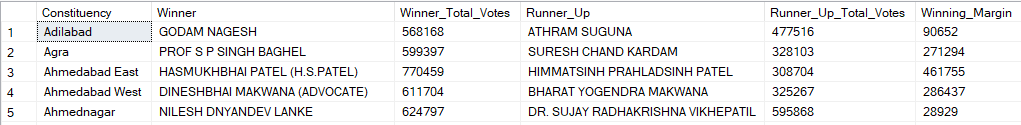 Constituency Winner Winner_Total_Votes Runner_Up Runner_Up_Total_Votes Winning_Margin
1 Adilabad GODAM NAGESH 568168 ATHRAM SUGUNA 477516 90652
2 Agra PROF S P SINGH BAGHEL 599397 SURESH CHAND KARDAM 328103 271294
3 Ahmedabad East HASMUKHBHAI PATEL (H.S.PATEL) 770459 HIMMATSINH PRAHLADSINH PATEL 308704 461755
4 Ahmedabad West DINESHBHAI MAKWANA (ADVOCATE) 611704 BHARAT YOGENDRA MAKWANA 325267 286437
5 Ahmednagar NILESH DNYANDEV LANKE 624797 DR. SUJAY RADHAKRISHNA VIKHEPATIL 595868 28929